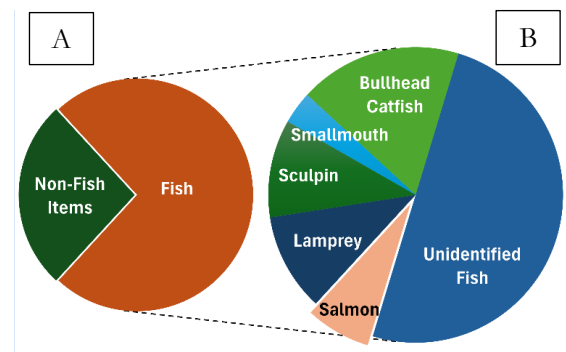 A
B
Non-Fish
Items
Fish
Bullhead
Catfish
Smallmouth
Sculpin
Lamprey
Salmon
Unidentified
Fish